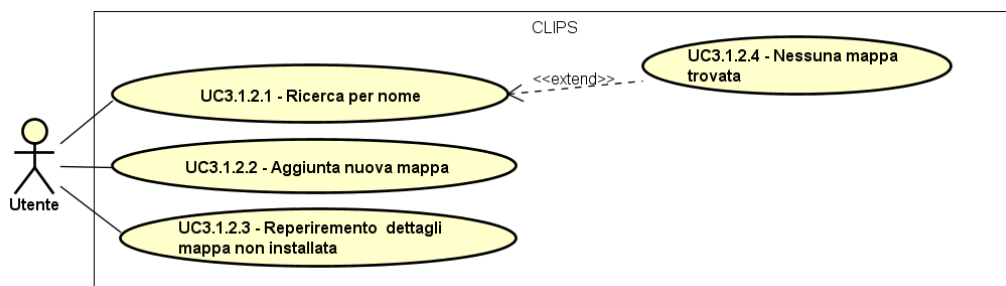 CLIPS
UC3.1.2.4 - Nessuna mappa
trovata
<<extend>>
UC3.1.2.1 - Ricerca per nome
UC3.1.2.2 - Aggiunta nuova mappa
Utente
UC3.1.2.3 - Reperiremento dettagli
mappa non installata